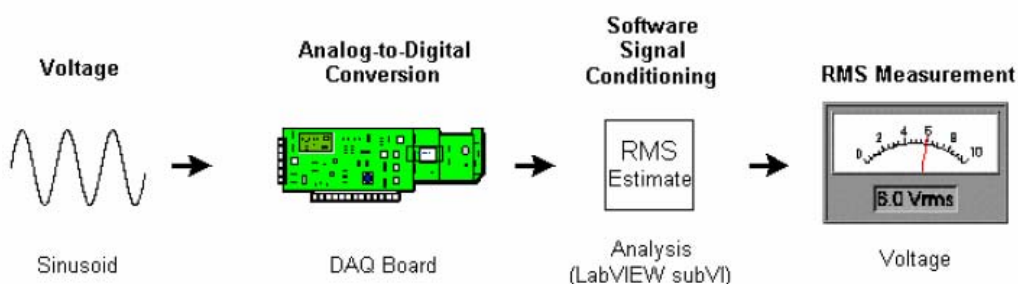 Voltage
Sinusoid
Analog-to-Digital
Conversion
DAQ Board
Software
Signal
Conditioning
RMS
Estimate
Analysis
(LabVIEW subVI)
RMS Measurement
0 2 4 6 8 10
6.0 Vrms
Voltage